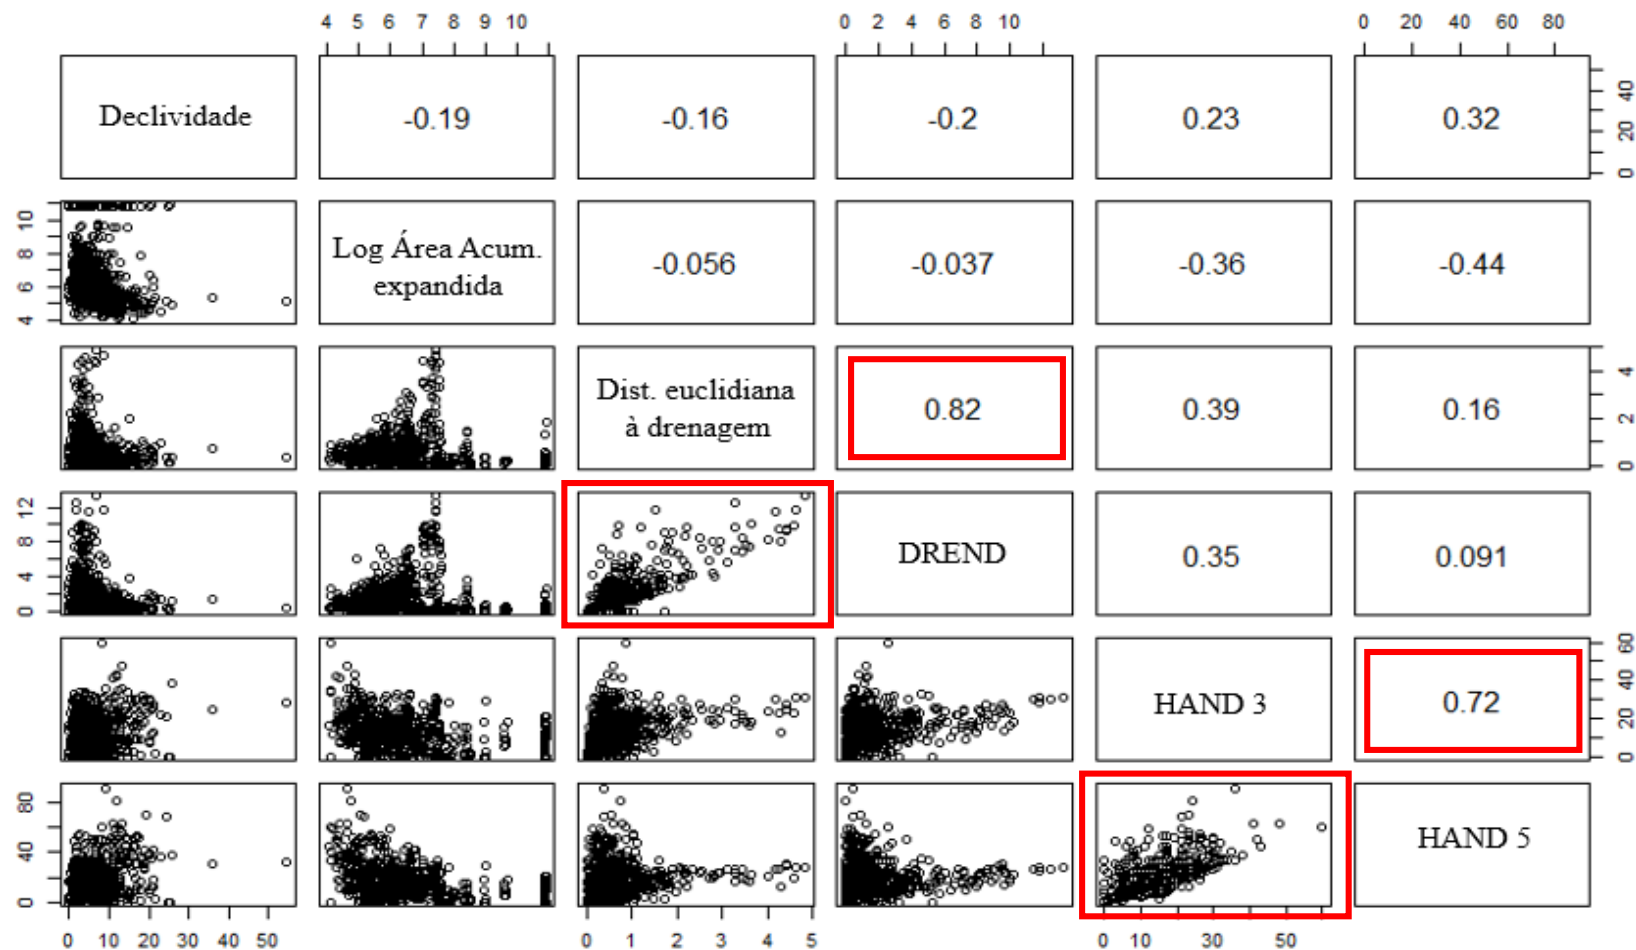 4 5 6 7 8 9 10
0 2 4 6 8 10
0 20 40 60 80
Declividade
-0.19
-0.16
-0.2
0.23
0.32
0 20 40
4 6 8 10
Log Área Acum.
expandida
-0.056
-0.037
-0.36
-0.44
Dist. euclidiana
à drenagem
0.82
0.39
0.16
0 2 4
0 4 8 12
DREND
0.35
0.091
HAND 3
0.72
0 20 40 60
0 40 80
HAND 5
0 10 20 30 40 50
0 1 2 3 4 5
0 10 30